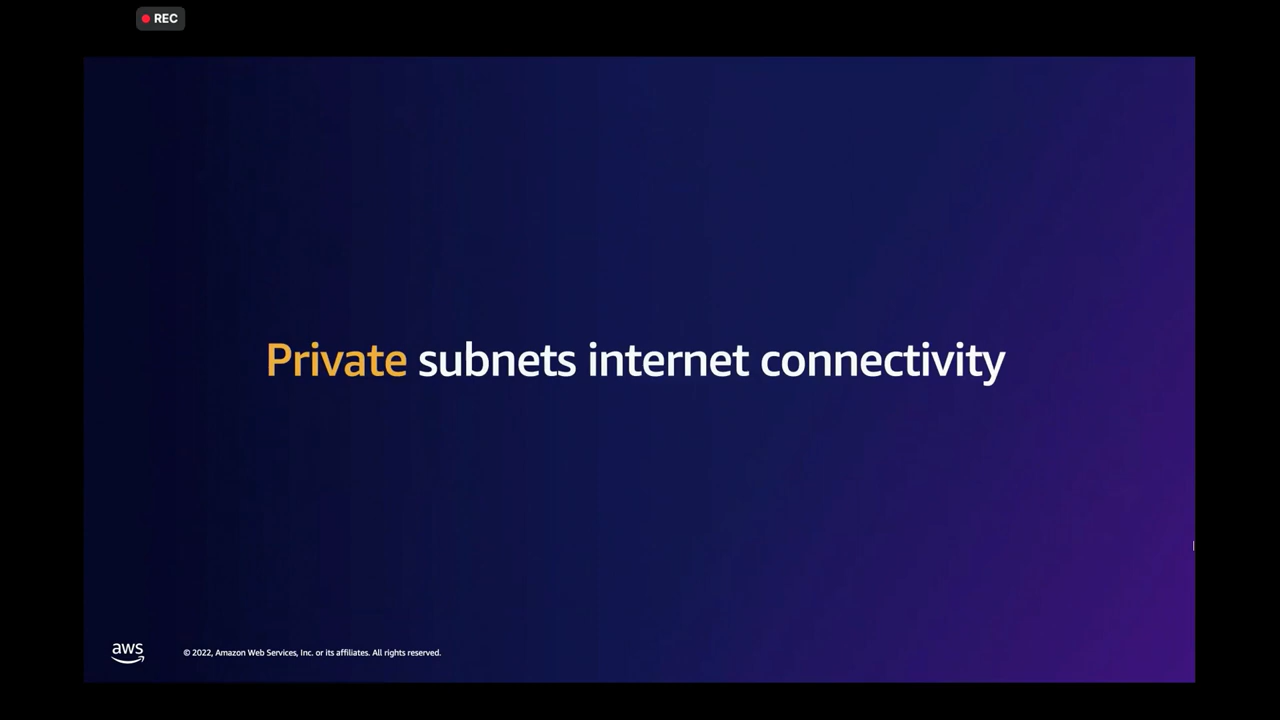 REC
Private subnets internet connectivity
aws
© 2022, Amazon Web Services, Inc. or its affiliates. All rights reserved.